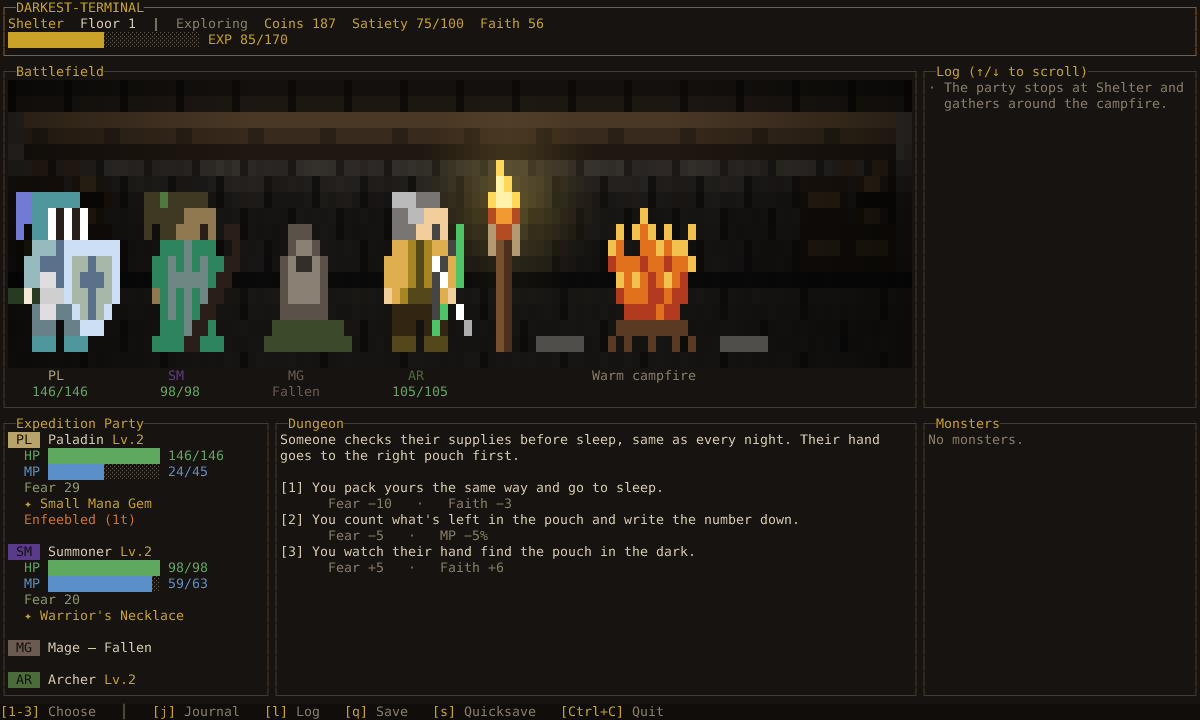 DARKEST-TERMINAL
Shelter Floor 1 | Exploring Coins 187 Satiety 75/100 Faith 56
EXP 85/170
Battlefield
PL SM MG AR Warm campfire
146/146 98/98 Fallen 105/105
Log (↑/↓ to scroll)
· The party stops at Shelter and
gathers around the campfire.
Expedition Party
PL Paladin Lv.2
HP 146/146
MP 24/45
Fear 29
✦ Small Mana Gem
Enfeebled (1t)
SM Summoner Lv.2
HP 98/98
MP 59/63
Fear 20
✦ Warrior's Necklace
MG Mage — Fallen
AR Archer Lv.2
Dungeon
Someone checks their supplies before sleep, same as every night. Their hand
goes to the right pouch first.
[1] You pack yours the same way and go to sleep.
Fear −10 · Faith −3
[2] You count what's left in the pouch and write the number down.
Fear −5 · MP −5%
[3] You watch their hand find the pouch in the dark.
Fear +5 · Faith +6
Monsters
No monsters.
[1-3] Choose │ [j] Journal [l] Log [q] Save [s] Quicksave [Ctrl+C] Quit